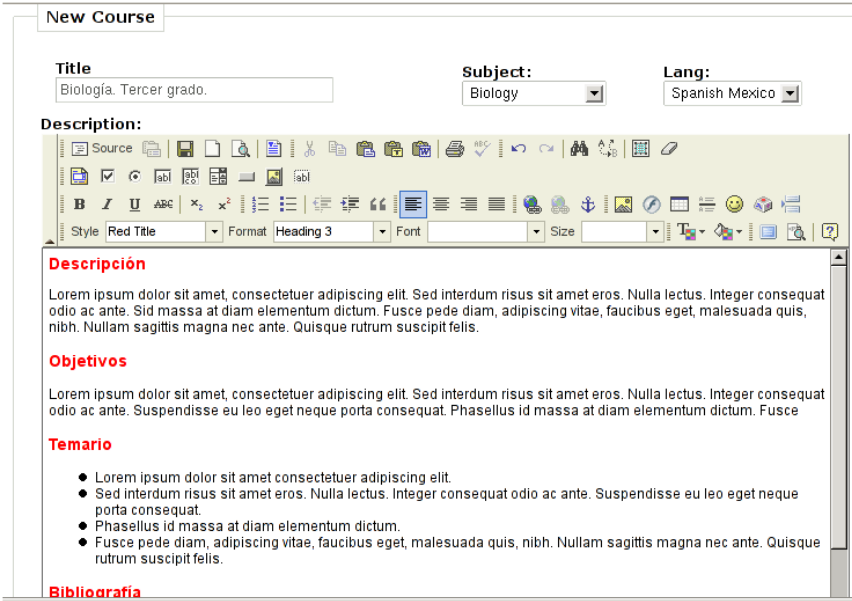 New Course
Title
Subject:
Lang:
Biología. Tercer grado.
Biology
Spanish Mexico
Description:
Source
ABC
abl
abl
B I U ABC x₂ x²
Style Red Title Format Heading 3 Font Size
Descripción
Lorem ipsum dolor sit amet, consectetuer adipiscing elit. Sed interdum risus sit amet eros. Nulla lectus. Integer consequat
odio ac ante. Sid massa at diam elementum dictum. Fusce pede diam, adipiscing vitae, faucibus eget, malesuada quis,
nibh. Nullam sagittis magna nec ante. Quisque rutrum suscipit felis.
Objetivos
Lorem ipsum dolor sit amet, consectetuer adipiscing elit. Sed interdum risus sit amet eros. Nulla lectus. Integer consequat
odio ac ante. Suspendisse eu leo eget neque porta consequat. Phasellus id massa at diam elementum dictum. Fusce
Temario
Lorem ipsum dolor sit amet consectetuer adipiscing elit.
Sed interdum risus sit amet eros. Nulla lectus. Integer consequat odio ac ante. Suspendisse eu leo eget neque
porta consequat.
Phasellus id massa at diam elementum dictum.
Fusce pede diam, adipiscing vitae, faucibus eget, malesuada quis, nibh. Nullam sagittis magna nec ante. Quisque
rutrum suscipit felis.
Bibliografía